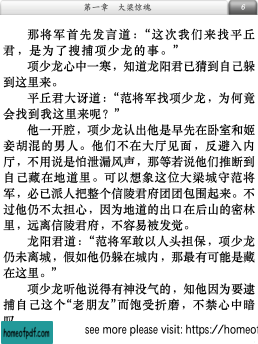 第一章　大梁惊魂
6
那将军首先发言道：“这次我们来找平丘
君，是为了搜捕项少龙的事。”
项少龙心中一寒，知道龙阳君已猜到自己躲
到这里来。
平丘君大讶道：“范将军找项少龙，为何竟
会找到我这里来呢？”
他一开腔，项少龙认出他是早先在卧室和姬
妾胡混的男人。他们不在大厅见面，反避入内
厅，不用说是怕泄漏风声，那等若说他们推断到
自己藏在地道里。可以想象这位大梁城守范将
军，必已派人把整个信陵君府团团包围起来。不
过他仍不太担心，因为地道的出口在后山的密林
里，远离信陵君府，不容易被发觉。
龙阳君道：“范将军敢以人头担保，项少龙
仍未离城，假如他仍躲在城内，那最有可能是藏
在这里。”
项少龙听他说得有神没气的，知他因为要逮
捕自己这个“老朋友”而饱受折磨，不禁心中暗
homeofpdf.com
see more please visit: https://homeof